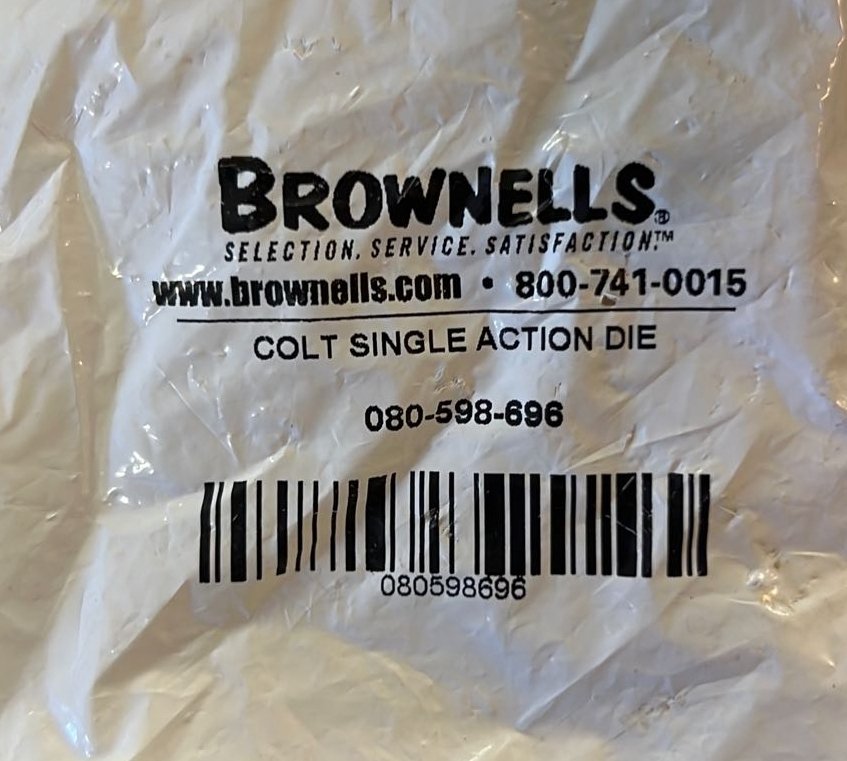 BROWNELLS®
SELECTION. SERVICE. SATISFACTION.™
www.brownells.com • 800-741-0015
COLT SINGLE ACTION DIE
080-598-696
080598696